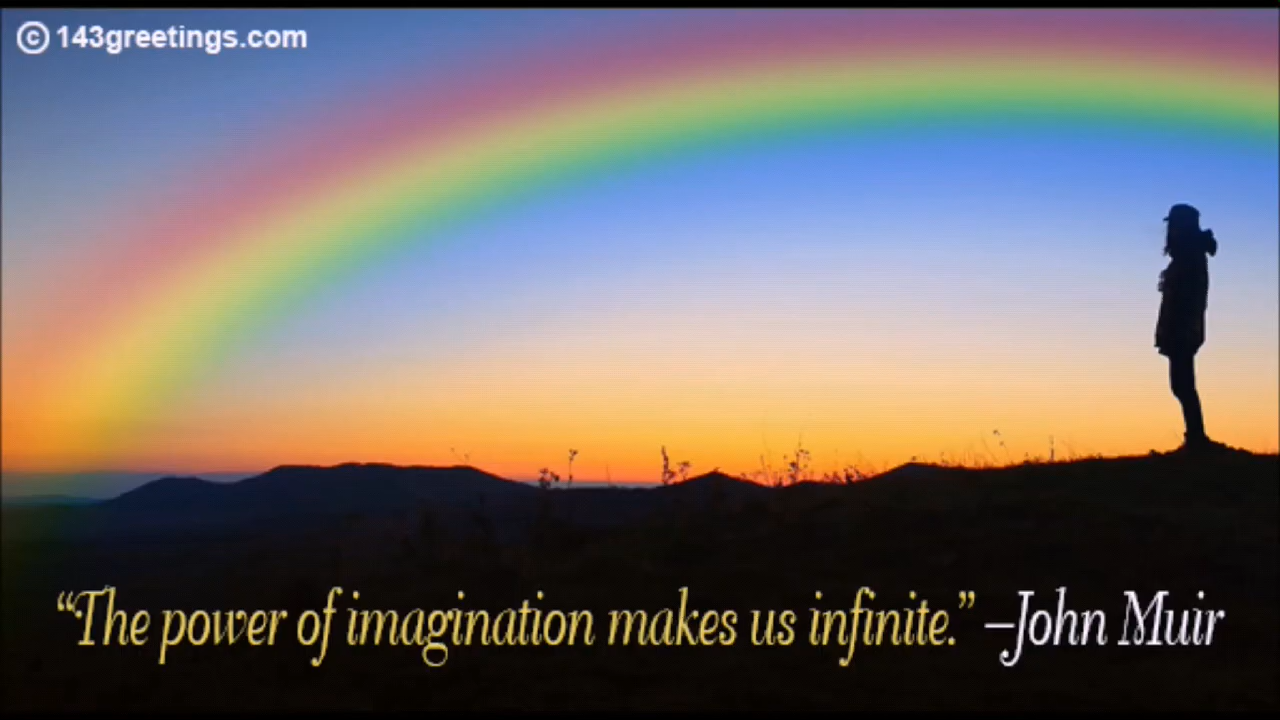 © 143greetings.com
“The power of imagination makes us infinite.” –John Muir